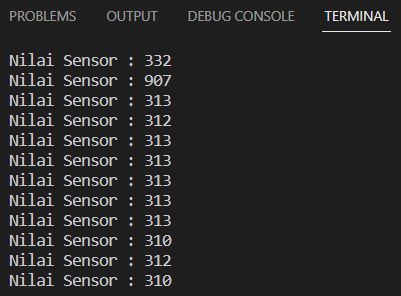 PROBLEMS OUTPUT DEBUG CONSOLE TERMINAL
Nilai Sensor : 332
Nilai Sensor : 907
Nilai Sensor : 313
Nilai Sensor : 312
Nilai Sensor : 313
Nilai Sensor : 313
Nilai Sensor : 313
Nilai Sensor : 313
Nilai Sensor : 313
Nilai Sensor : 310
Nilai Sensor : 312
Nilai Sensor : 310